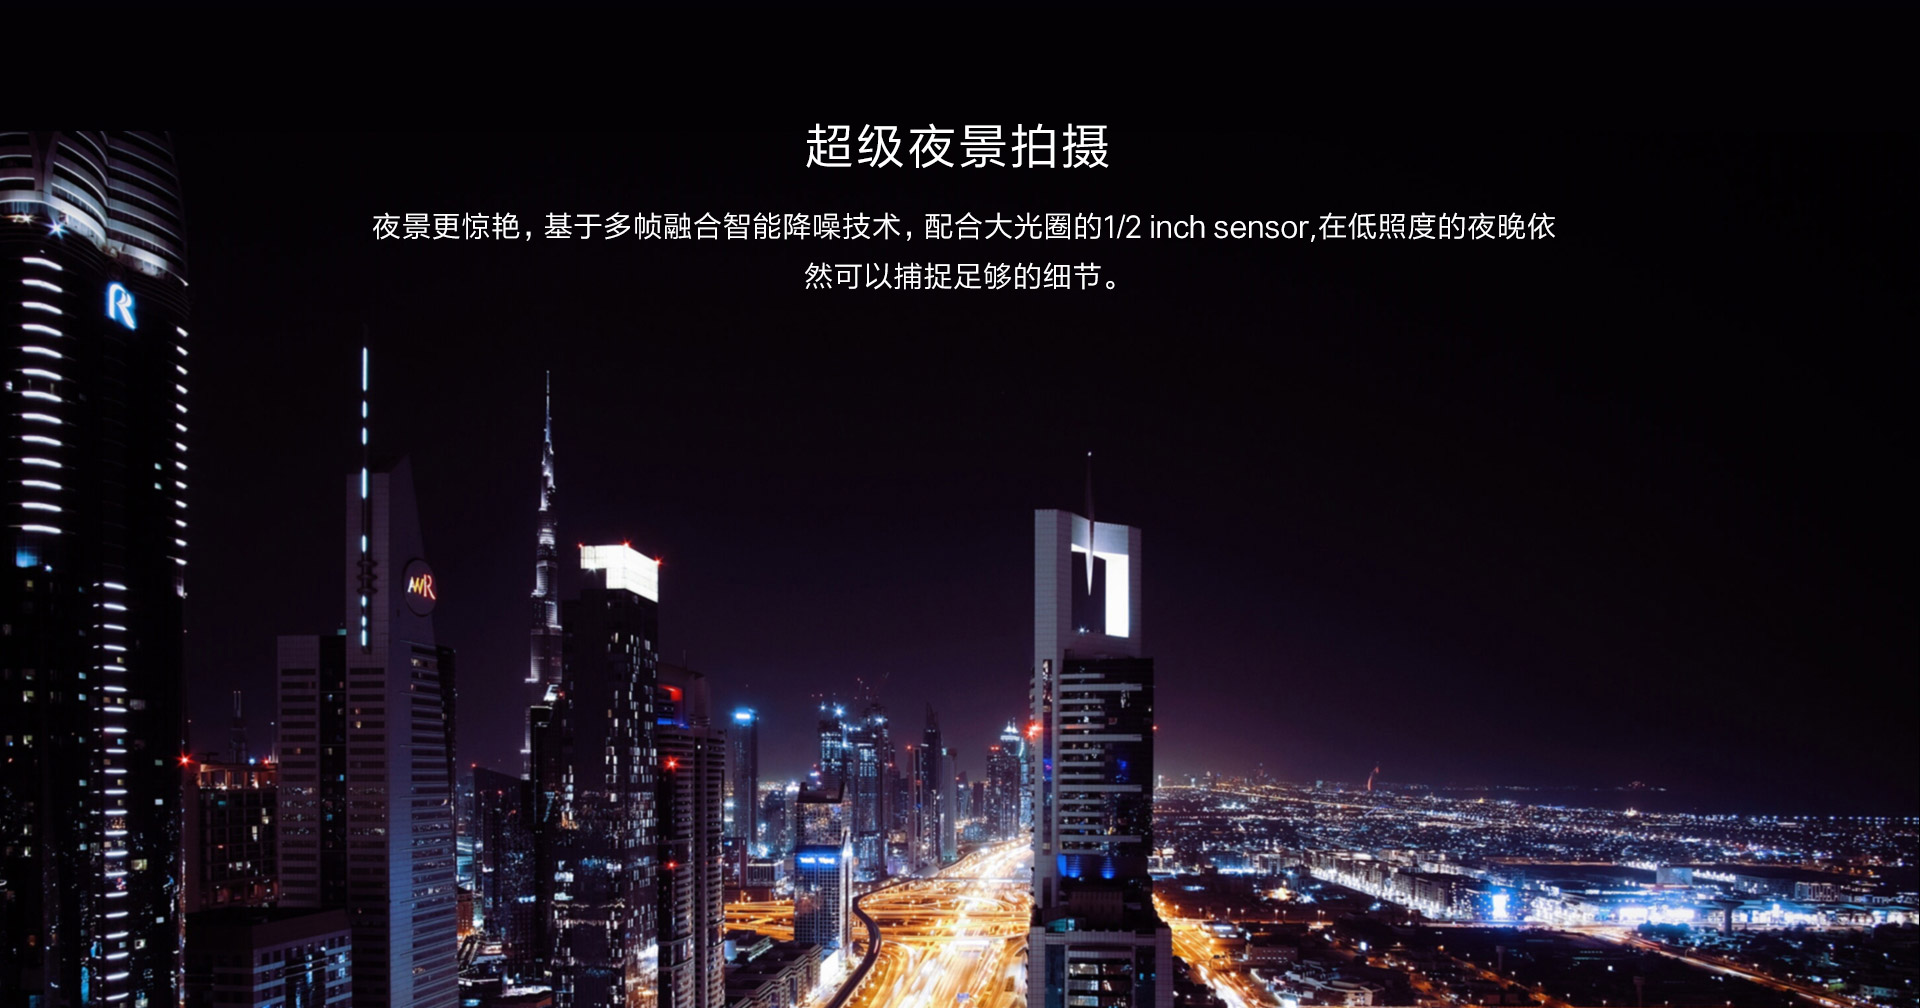 超级夜景拍摄
夜景更惊艳，基于多帧融合智能降噪技术，配合大光圈的1/2 inch sensor,在低照度的夜晚依
然可以捕捉足够的细节。
R
AWR